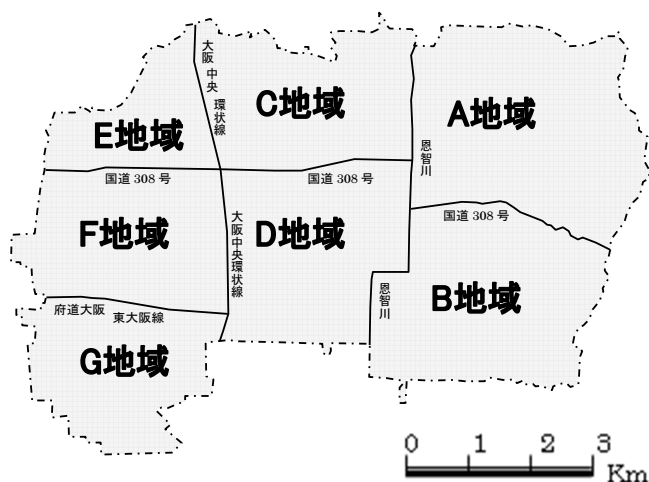 大阪中央環状線
C地域
A地域
E地域
恩智川
国道 308 号
国道 308 号
国道 308 号
F地域
大阪中央環状線
D地域
恩智川
B地域
府道大阪
東大阪線
G地域
0 1 2 3
Km